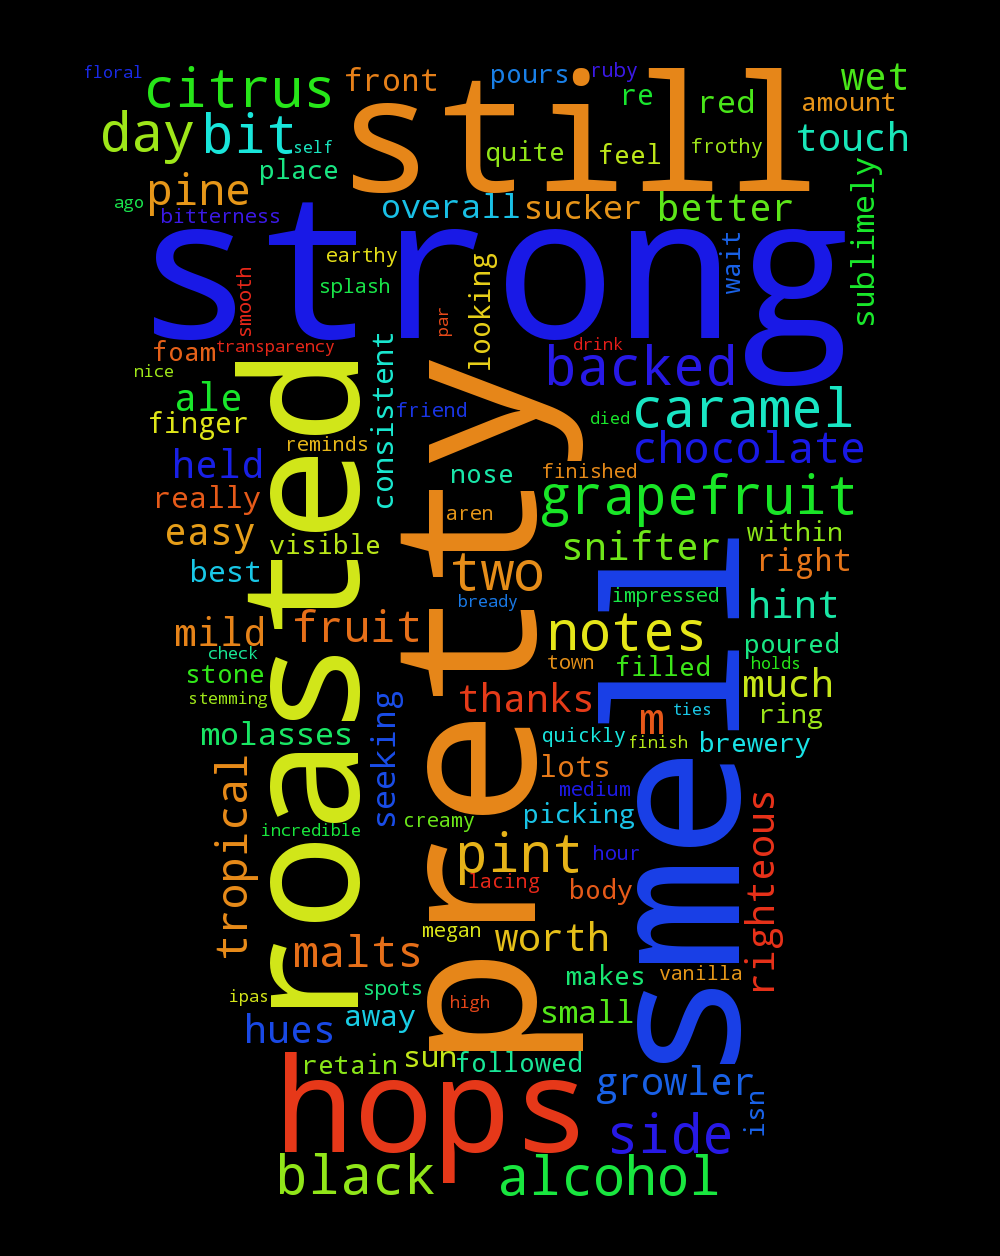 floral
citrus
front
still
pours
ruby
wet
re
red
amount
day
bit
self
quite
feel
frothy
touch
place
pine
ago
bitterness
overall
sucker
better
sublimely
strong
earthy
splash
smooth
looking
wait
par
foam
transparency
nice
drink
backed
ale
finger
consistent
friend
died
caramel
reminds
chocolate
held
roasted
pretty
nose
finished
really
grapefruit
aren
easy
visible
snifter
within
right
best
two
bready
impressed
hint
smell
mild
fruit
notes
check
stone
town
filled
poured
holds
stemming
thanks
much
m
ties
ring
molasses
seeking
quickly
finish
brewery
tropical
lots
medium
incredible
creamy
picking
righteous
pint
hour
lacing
body
megan
worth
malts
ipas
spots
makes
vanilla
high
hues
away
small
retain
sun
followed
hops
growler
isn
side
black
alcohol